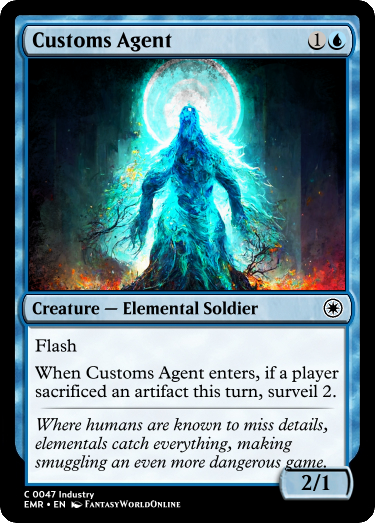 Customs Agent 1
Creature — Elemental Soldier
Flash
When Customs Agent enters, if a player
sacrificed an artifact this turn, surveil 2.
Where humans are known to miss details,
elementals catch everything, making
smuggling an even more dangerous game.
2/1
C 0047 Industry
EMR • EN FantasyWorldOnline